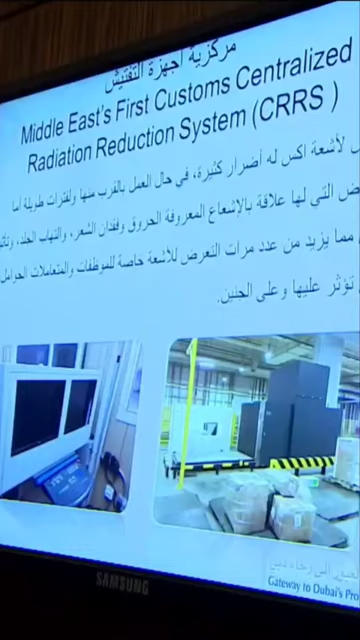 مركزية أجهزة التفتيش
Middle East's First Customs Centralized
Radiation Reduction System (CRRS )
لأشعة اكس له أضرار كثيرة، في حال العمل بالقرب منها ولفترات طويلة أما
التي لها علاقة بالإشعاع المعروفة الحروق وفقدان الشعر، والتهاب الجلد،
مما يزيد من عدد مرات التعرض للأشعة خاصة للموظفات والمتعاملات الحوامل
تؤثر عليها وعلى الجنين.
Gateway to Dubai's Pro
SAMSUNG